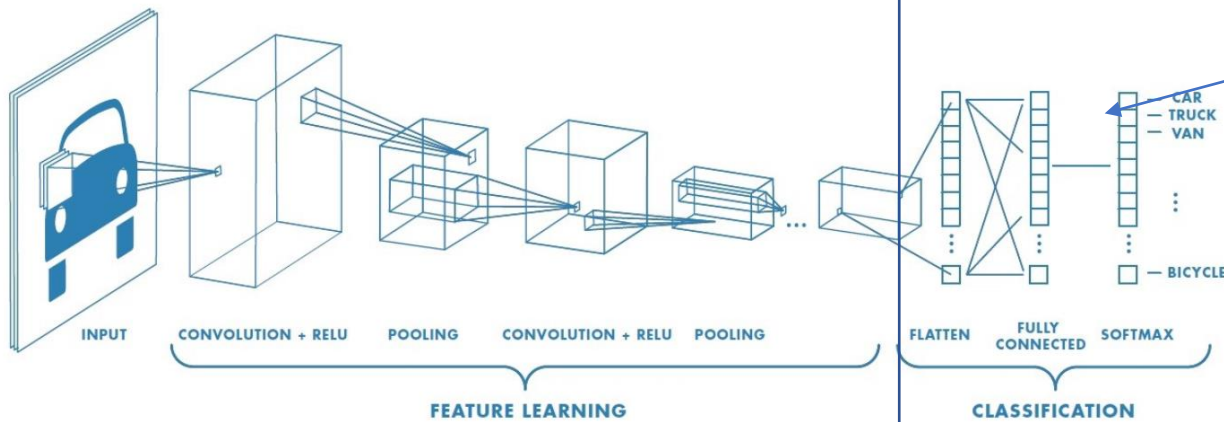 CAR
TRUCK
VAN
BICYCLE
INPUT
CONVOLUTION + RELU
POOLING
CONVOLUTION + RELU
POOLING
FLATTEN
FULLY
CONNECTED
SOFTMAX
FEATURE LEARNING
CLASSIFICATION